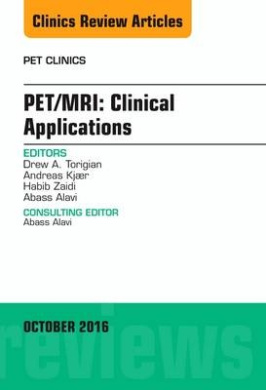 Clinics Review Articles
PET CLINICS
PET/MRI: Clinical
Applications
EDITORS
Drew A. Torigian
Andreas Kjær
Habib Zaidi
Abass Alavi
CONSULTING EDITOR
Abass Alavi
OCTOBER 2016
reviews